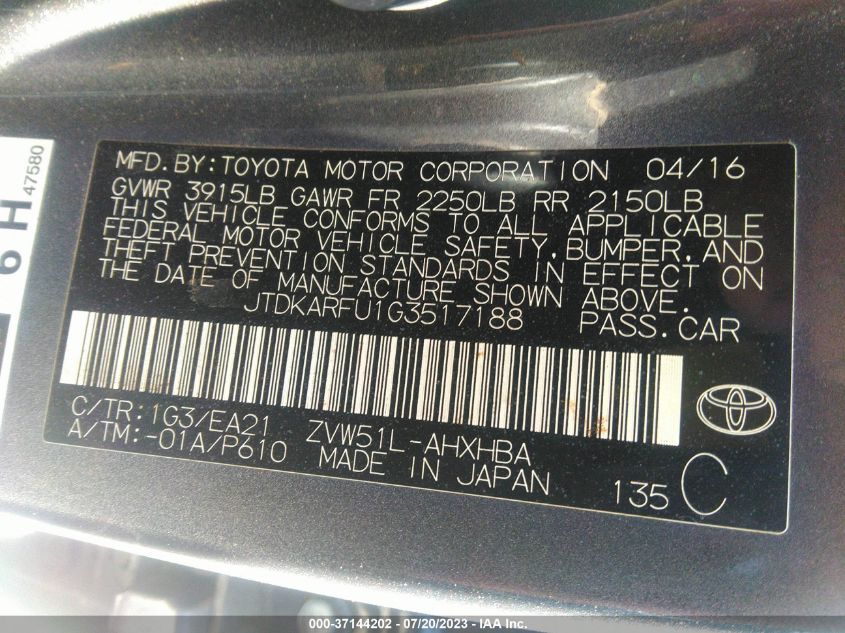 MFD.BY:TOYOTA MOTOR CORPORATION 04/16
GVWR 3915LB GAWR FR 2250LB RR 2150LB
THIS VEHICLE CONFORMS TO ALL APPLICABLE
FEDERAL MOTOR VEHICLE SAFETY,BUMPER,AND
THEFT PREVENTION STANDARDS IN EFFECT ON
THE DATE OF MANUFACTURE SHOWN ABOVE.
JTDKARFU1G3517188 PASS.CAR
C/TR:1G3/EA21 ZVW51L-AHXHBA
A/TM:-01A/P610 MADE IN JAPAN
135 C
6 H
47580
000-37144202 - 07/20/2023 - IAA Inc.